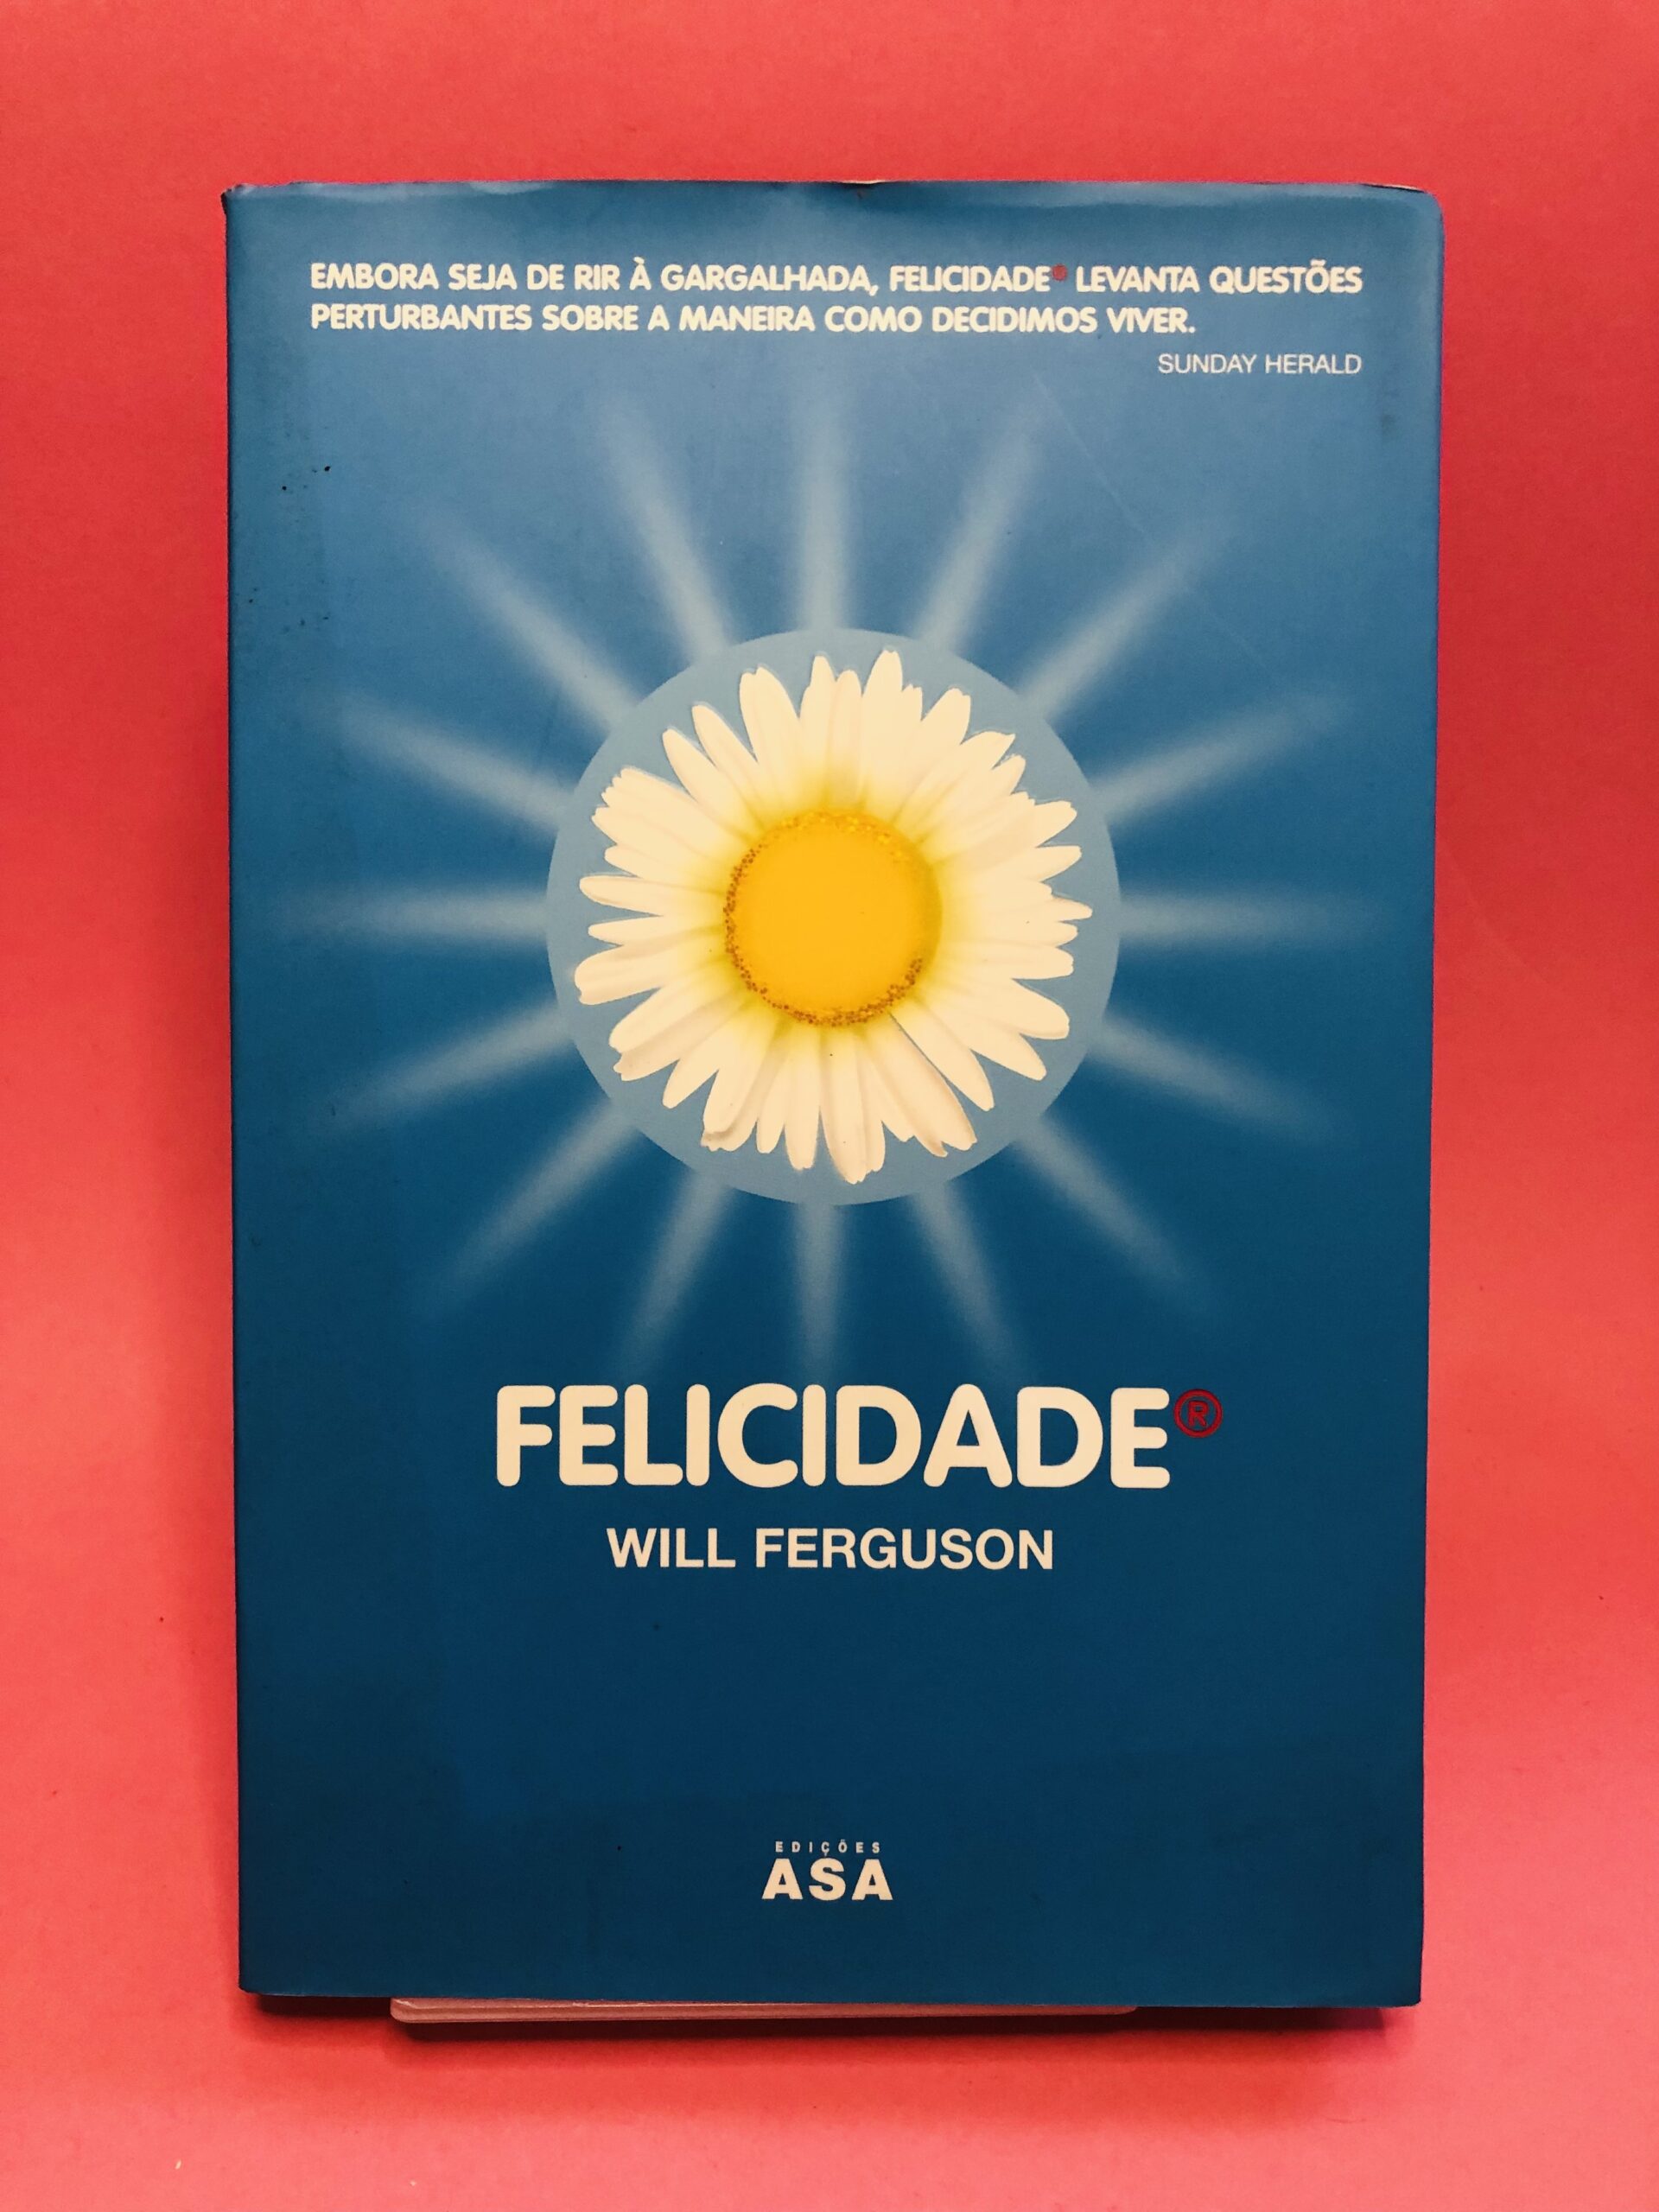 EMBORA SEJA DE RIR À GARGALHADA, FELICIDADE® LEVANTA QUESTÕES
PERTURBANTES SOBRE A MANEIRA COMO DECIDIMOS VIVER.
SUNDAY HERALD
FELICIDADE®
WILL FERGUSON
EDIÇÕES
ASA